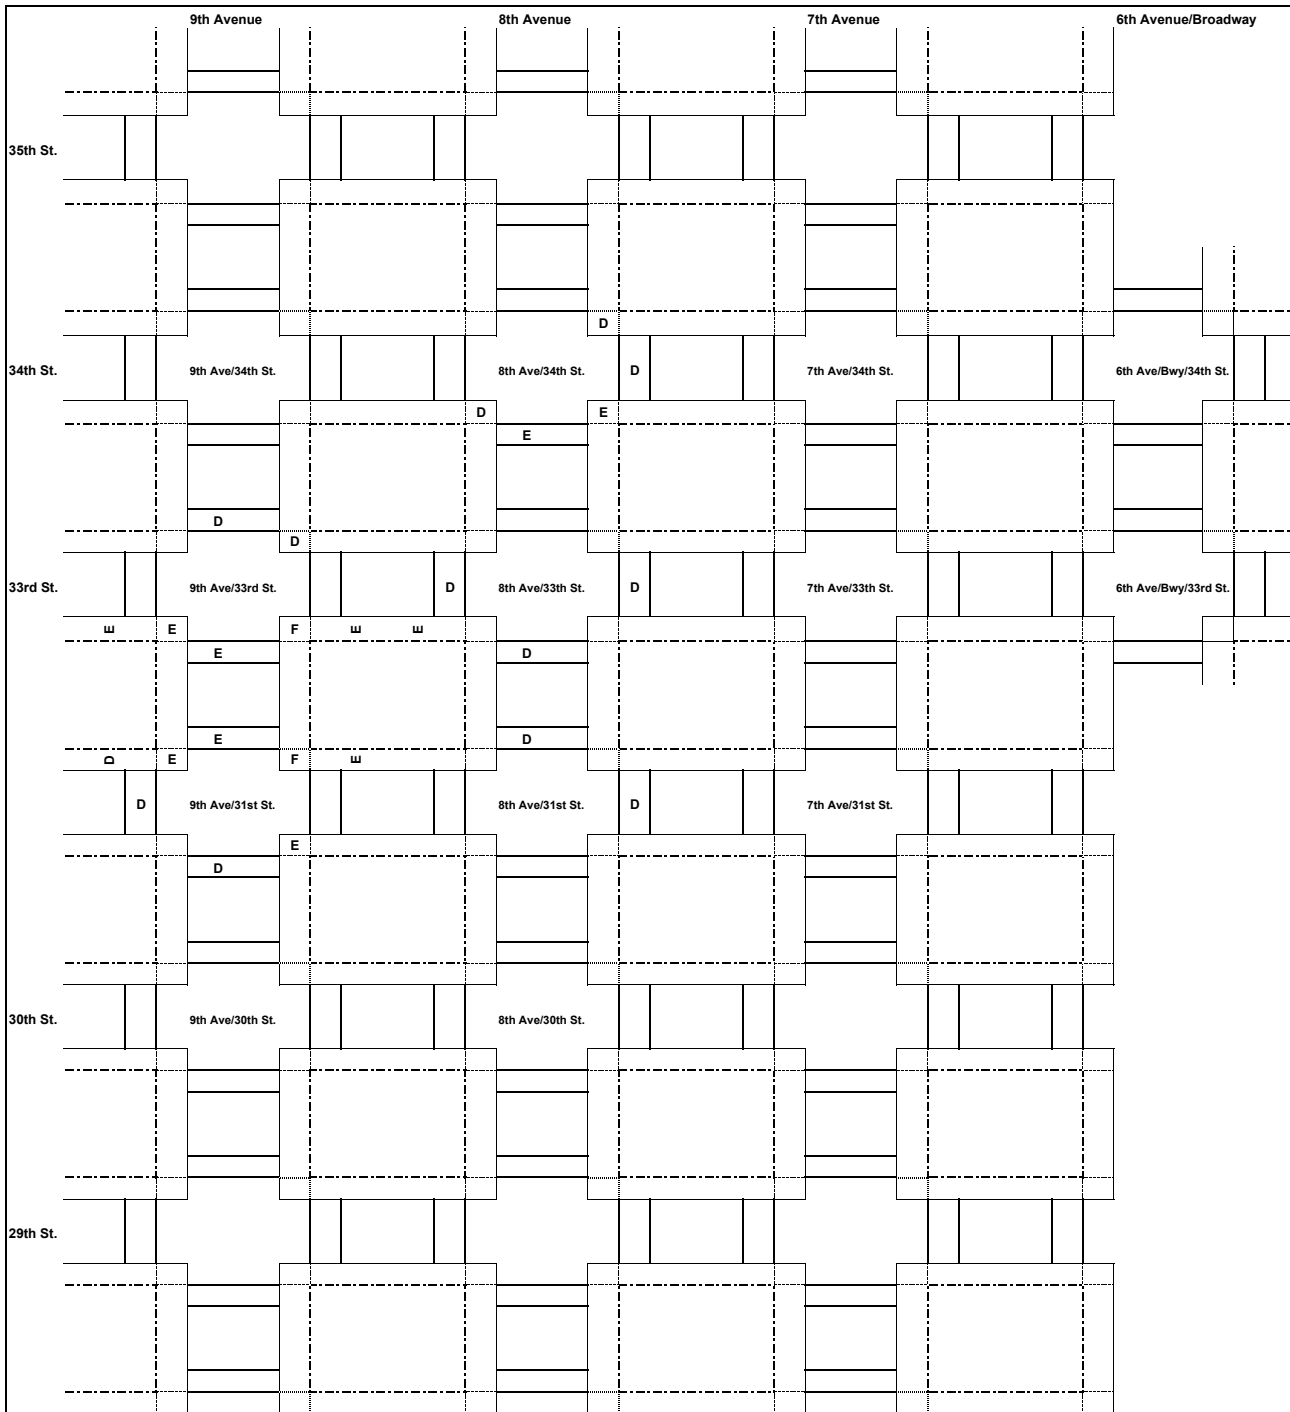 9th Avenue 8th Avenue 7th Avenue 6th Avenue/Broadway
35th St.
D
34th St. 9th Ave/34th St. 8th Ave/34th St. D 7th Ave/34th St. 6th Ave/Bwy/34th St.
D E
E
D
D
33rd St. 9th Ave/33rd St. D 8th Ave/33th St. D 7th Ave/33th St. 6th Ave/Bwy/33rd St.
E E F E E
E D
E D
D E F E
D 9th Ave/31st St. 8th Ave/31st St. D 7th Ave/31st St.
E
D
30th St. 9th Ave/30th St. 8th Ave/30th St.
29th St.